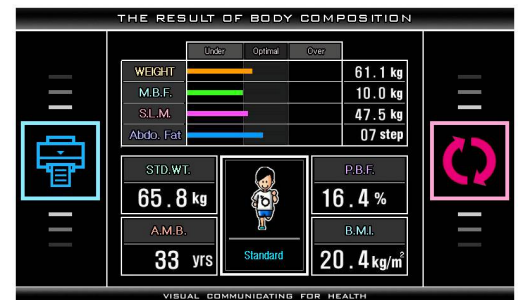 THE RESULT OF BODY COMPOSITION
Under Optimal Over
WEIGHT 61.1 kg
M.B.F. 10.0 kg
S.L.M. 47.5 kg
Abdo. Fat 07 step
STD.WT. P.B.F.
65.8 kg 16.4 %
A.M.B. B.M.I.
33 yrs Standard 20.4 kg/m²
VISUAL COMMUNICATING FOR HEALTH